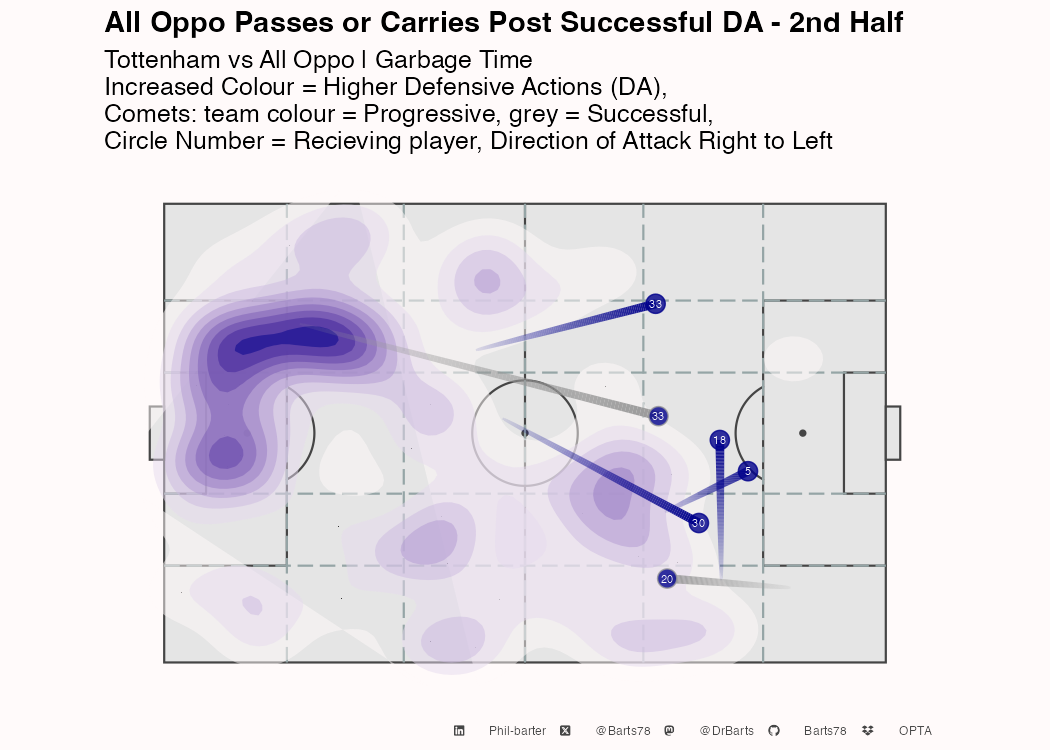 All Oppo Passes or Carries Post Successful DA - 2nd Half
Tottenham vs All Oppo | Garbage Time
Increased Colour = Higher Defensive Actions (DA),
Comets: team colour = Progressive, grey = Successful,
Circle Number = Recieving player, Direction of Attack Right to Left
33
33
18
5
30
20
Phil-barter @Barts78 @DrBarts Barts78 OPTA